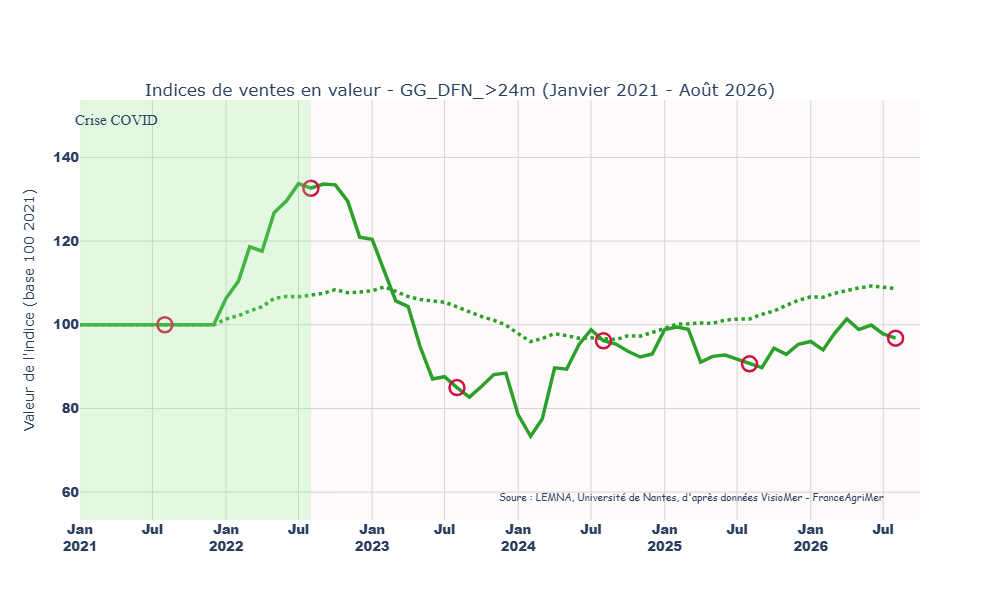 Indices de ventes en valeur - GG_DFN_>24m (Janvier 2021 - Août 2026)
Crise COVID
Valeur de l'Indice (base 100 2021)
140
120
100
80
60
Soure : LEMNA, Université de Nantes, d'après données VisioMer - FranceAgriMer
Jan Jul Jan Jul Jan Jul Jan Jul Jan Jul Jan Jul
2021 2022 2023 2024 2025 2026